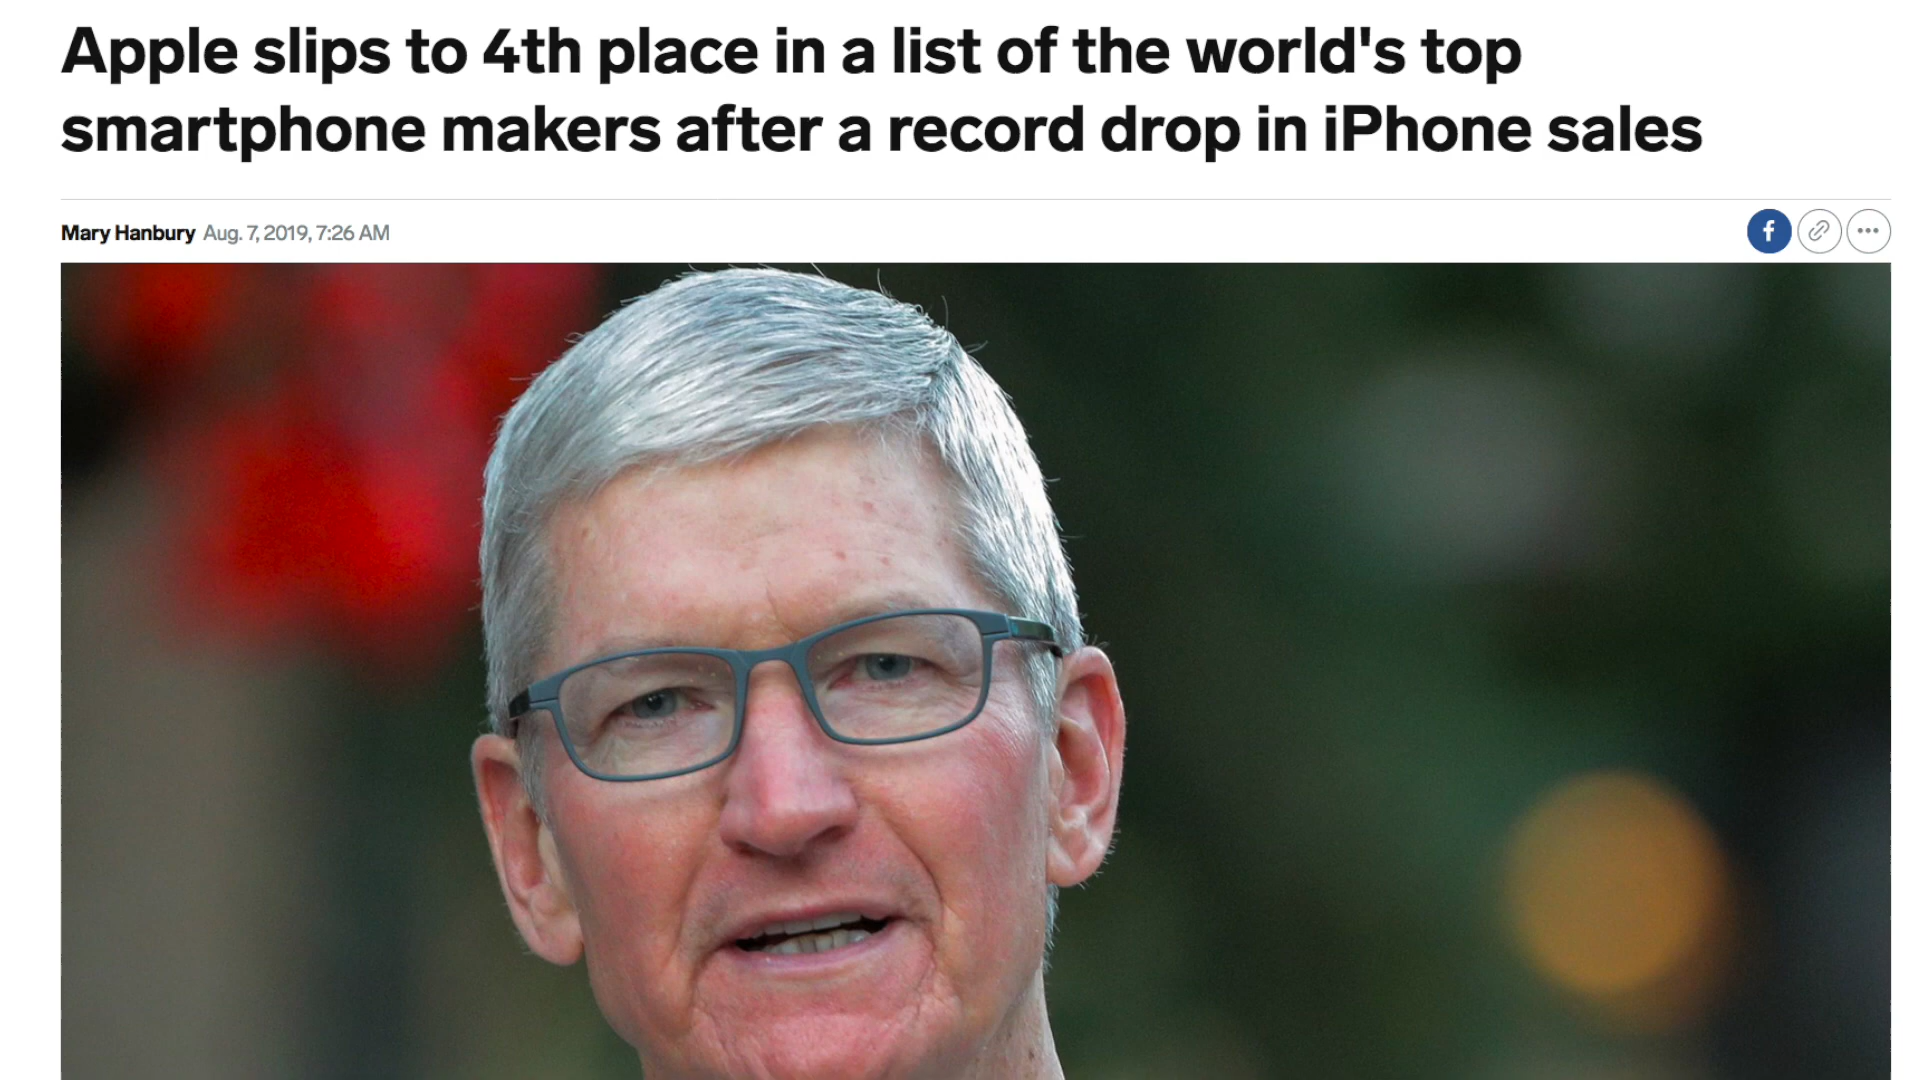 Apple slips to 4th place in a list of the world's top
smartphone makers after a record drop in iPhone sales
Mary Hanbury Aug. 7, 2019, 7:26 AM